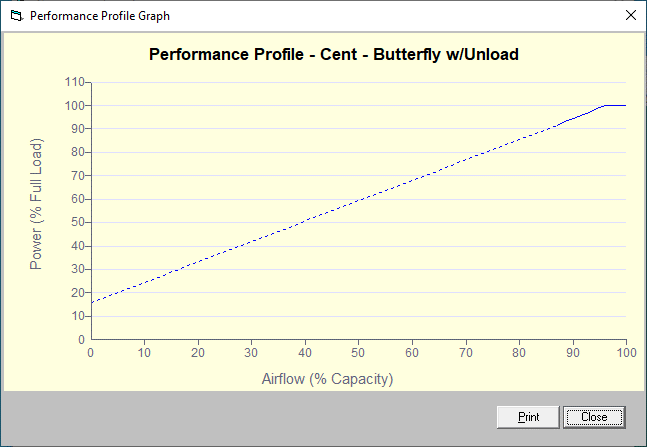 Performance Profile Graph
Performance Profile - Cent - Butterfly w/Unload
Power (% Full Load)
110
100
90
80
70
60
50
40
30
20
10
0
0 10 20 30 40 50 60 70 80 90 100
Airflow (% Capacity)
Print Close